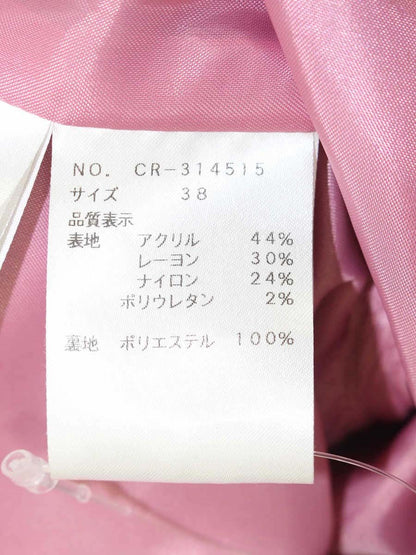 NO. CR-314515
サイズ 38
品質表示
表地 アクリル 44%
レーヨン 30%
ナイロン 24%
ポリウレタン 2%
裏地 ポリエステル 100%